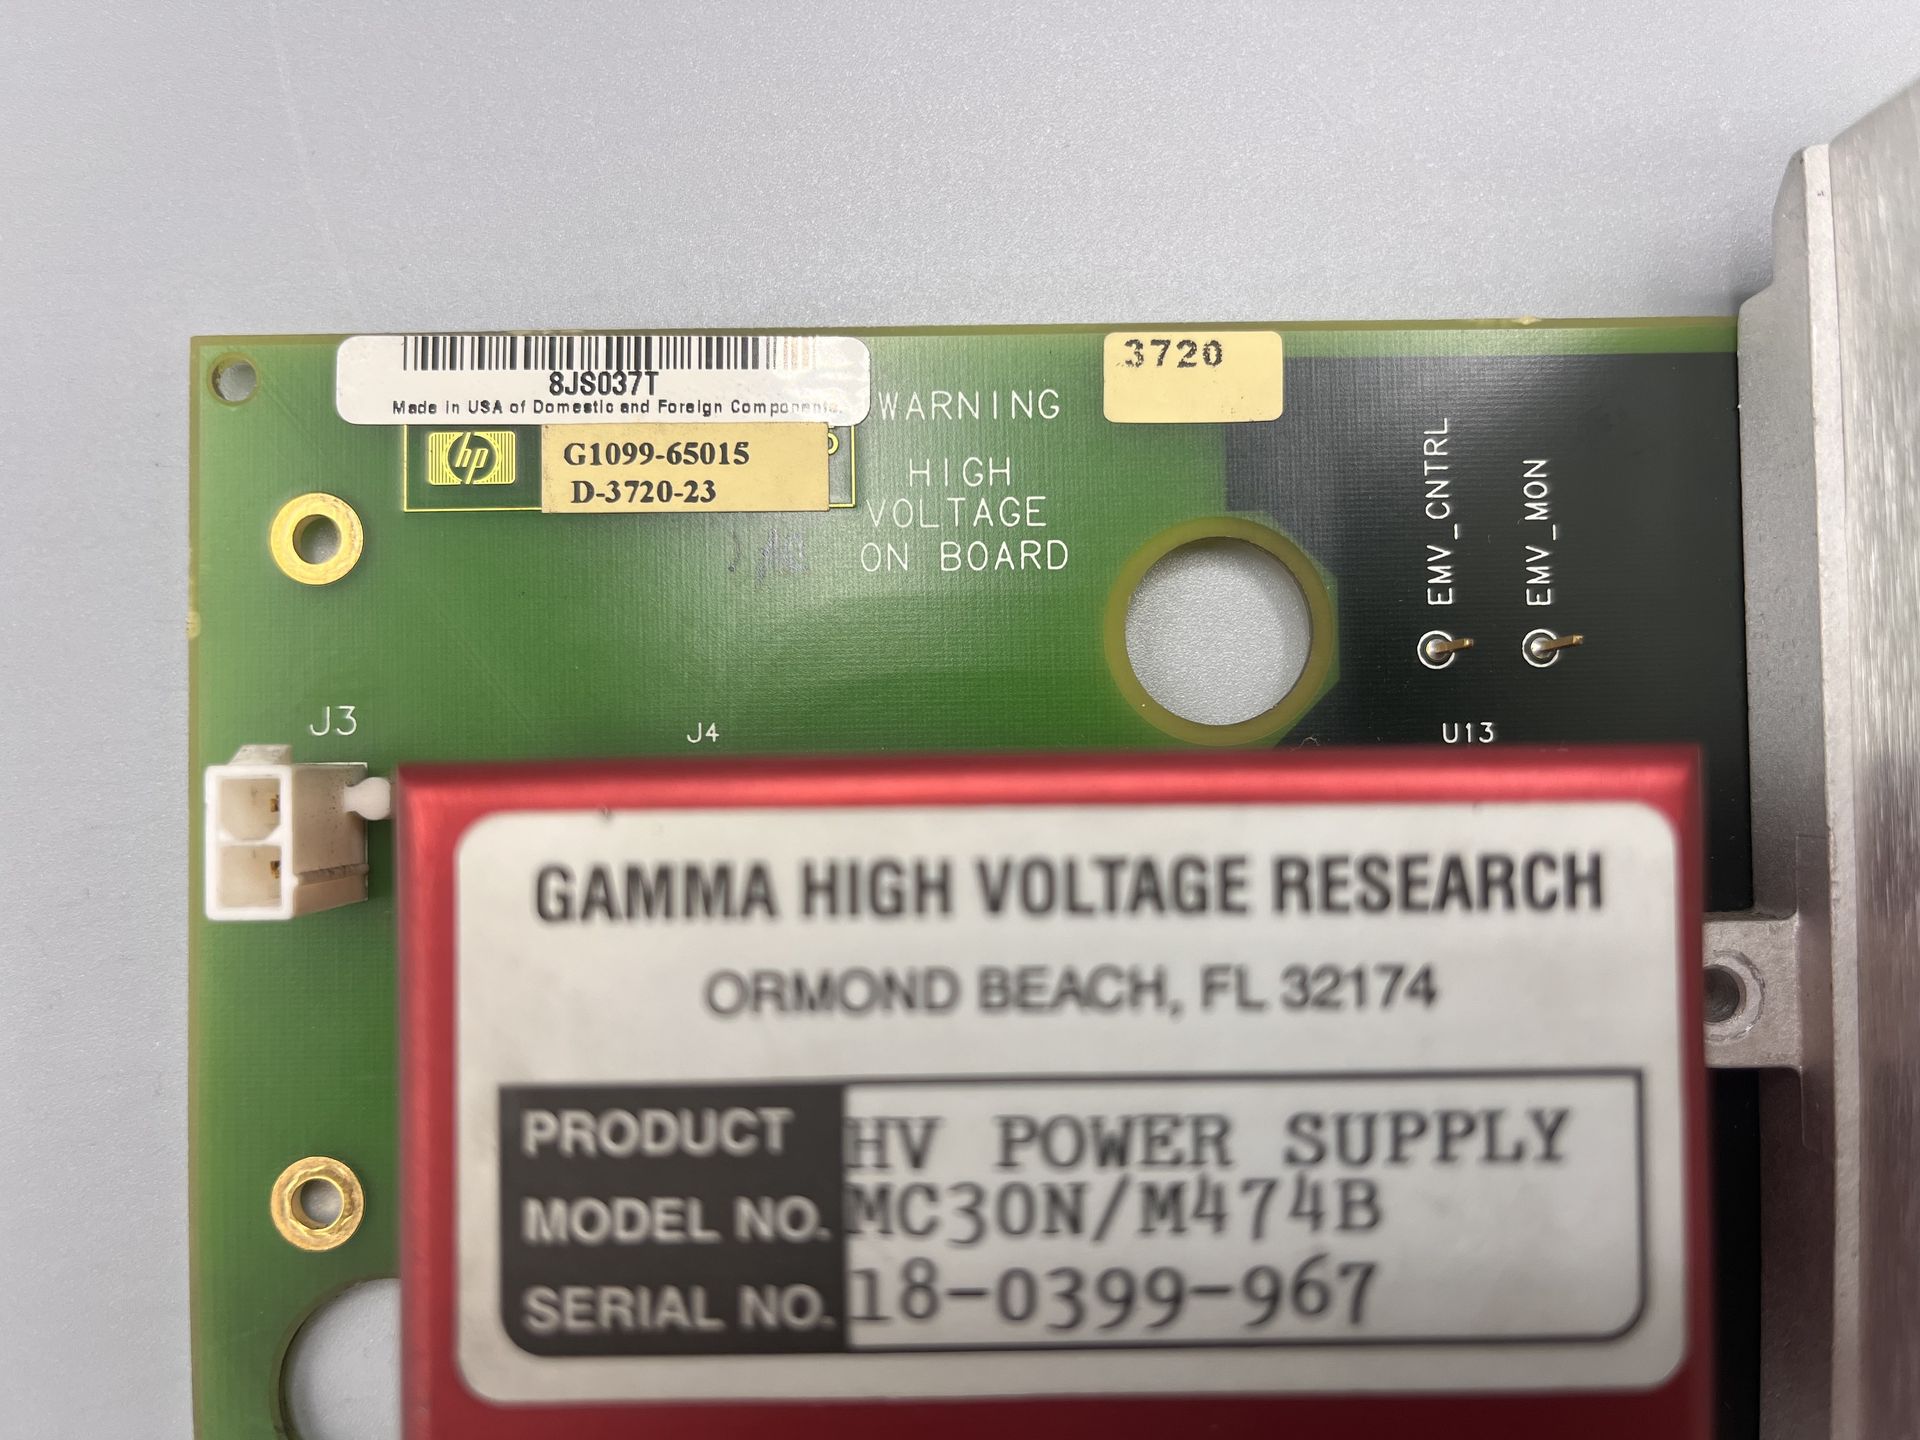 8JS037T
Made in USA of Domestic and Foreign Components.
hp
G1099-65015
D-3720-23
WARNING
HIGH
VOLTAGE
ON BOARD
3720
EMV_CNTRL
EMV_MON
J3
J4
U13
GAMMA HIGH VOLTAGE RESEARCH
ORMOND BEACH, FL 32174
PRODUCT HV POWER SUPPLY
MODEL NO. MC30N/M474B
SERIAL NO. 18-0399-967